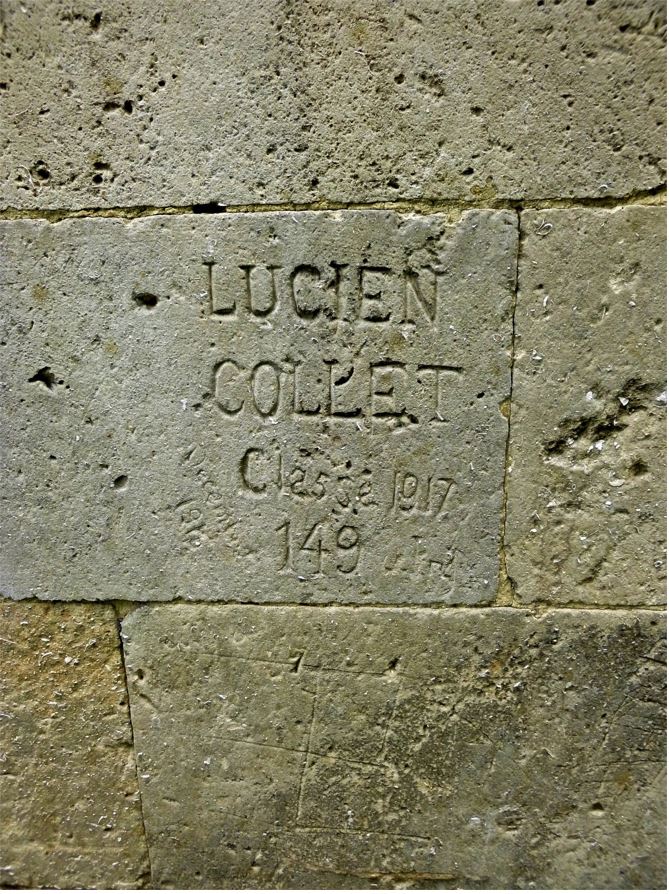 LUCIEN
COLLET
Classe 1917
149